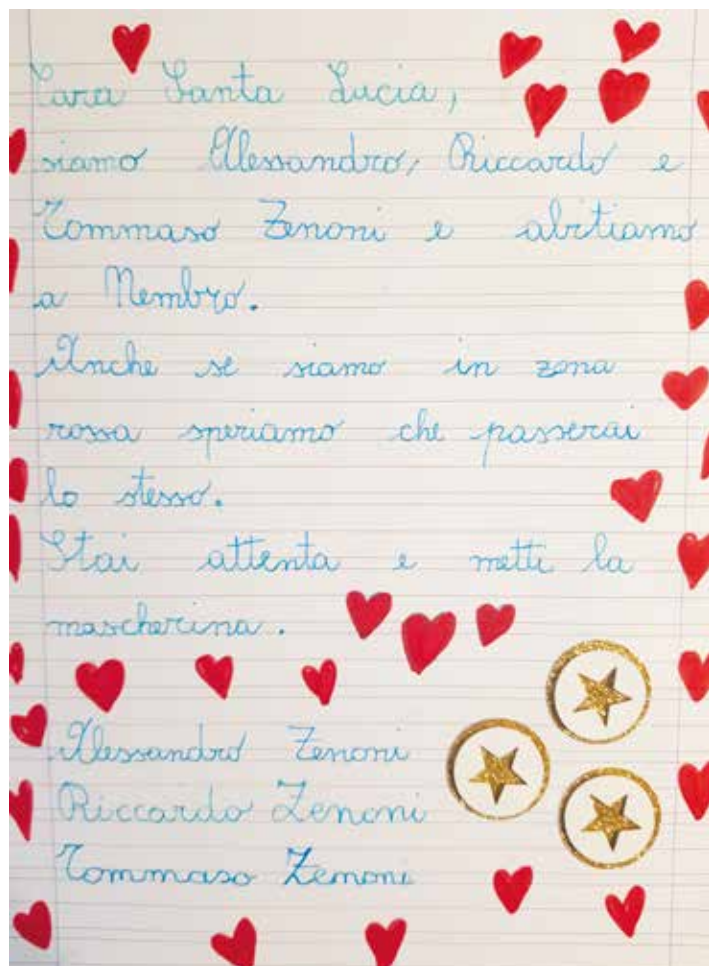 Cara Santa Lucia,
siamo Alessandro, Riccardo e
Tommaso Zenoni e abitiamo
a Nembro.
Anche se siamo in zona
rossa speriamo che passerai
lo stesso.
Stai attenta e metti la
mascherina.
Alessandro Zenoni
Riccardo Zenoni
Tommaso Zenoni